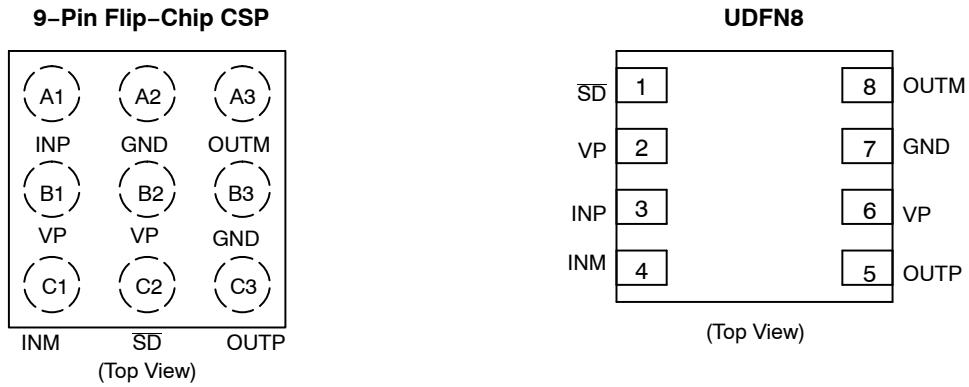 9−Pin Flip−Chip CSP
A1 A2 A3
INP GND OUTM
B1 B2 B3
VP VP GND
C1 C2 C3
INM S̅D̅ OUTP
(Top View)
UDFN8
S̅D̅ 1 8 OUTM
VP 2 7 GND
INP 3 6 VP
INM 4 5 OUTP
(Top View)